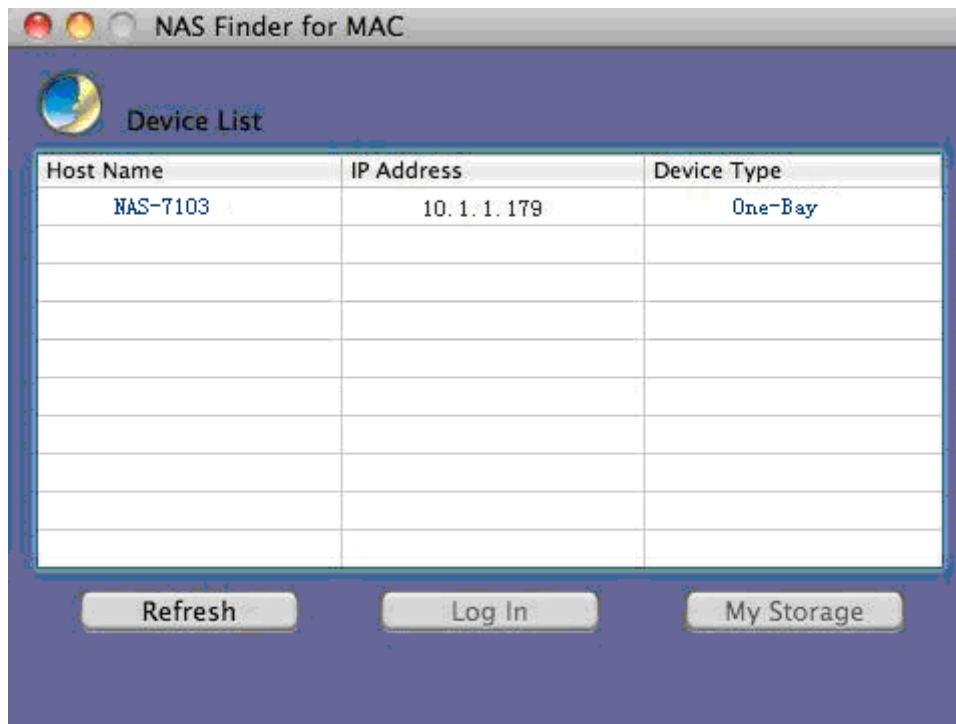 NAS Finder for MAC
Device List
Host Name IP Address Device Type
NAS-7103 10.1.1.179 One-Bay
Refresh Log In My Storage